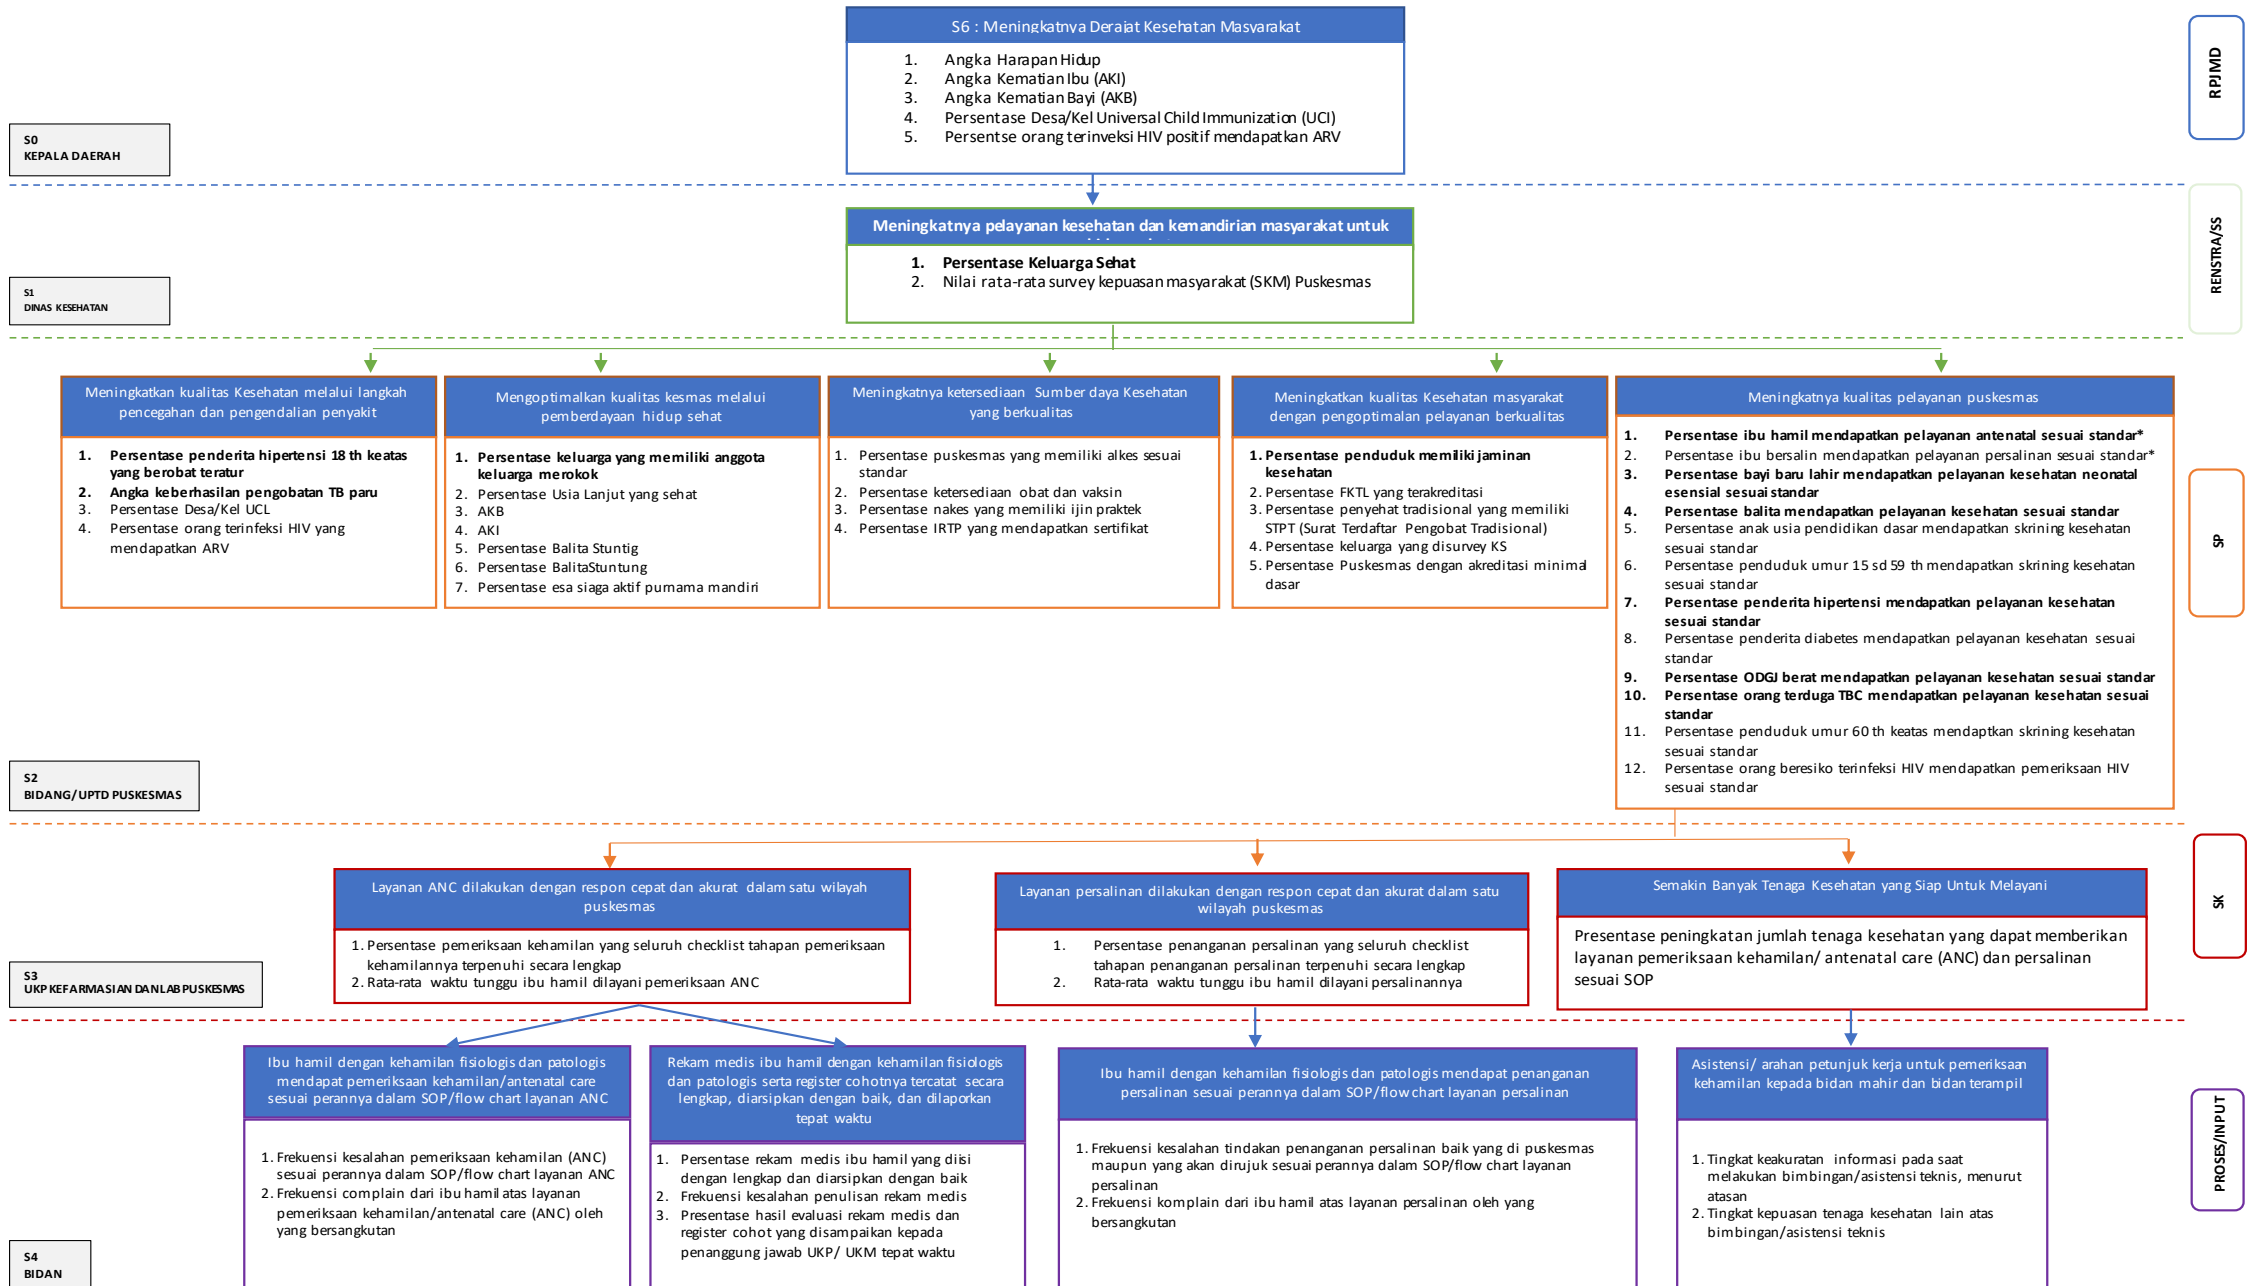 S6 : Meningkatnya Derajat Kesehatan Masyarakat
1. Angka Harapan Hidup
2. Angka Kematian Ibu (AKI)
3. Angka Kematian Bayi (AKB)
4. Persentase Desa/Kel Universal Child Immunization (UCI)
5. Persentse orang terinveksi HIV positif mendapatkan ARV
RPJMD
S0
KEPALA DAERAH
Meningkatnya pelayanan kesehatan dan kemandirian masyarakat untuk
1. Persentase Keluarga Sehat
2. Nilai rata-rata survey kepuasan masyarakat (SKM) Puskesmas
RENSTRA/SS
S1
DINAS KESEHATAN
Meningkatkan kualitas Kesehatan melalui langkah
pencegahan dan pengendalian penyakit
1. Persentase penderita hipertensi 18 th keatas
yang berobat teratur
2. Angka keberhasilan pengobatan TB paru
3. Persentase Desa/Kel UCL
4. Persentase orang terinfeksi HIV yang
mendapatkan ARV
Mengoptimalkan kualitas kesmas melalui
pemberdayaan hidup sehat
1. Persentase keluarga yang memiliki anggota
keluarga merokok
2. Persentase Usia Lanjut yang sehat
3. AKB
4. AKI
5. Persentase Balita Stuntig
6. Persentase BalitaStuntung
7. Persentase esa siaga aktif purnama mandiri
Meningkatnya ketersediaan Sumber daya Kesehatan
yang berkualitas
1. Persentase puskesmas yang memiliki alkes sesuai
standar
2. Persentase ketersediaan obat dan vaksin
3. Persentase nakes yang memiliki ijin praktek
4. Persentase IRTP yang mendapatkan sertifikat
Meningkatkan kualitas Kesehatan masyarakat
dengan pengoptimalan pelayanan berkualitas
1. Persentase penduduk memiliki jaminan
kesehatan
2. Persentase FKTL yang terakreditasi
3. Persentase penyehat tradisional yang memiliki
STPT (Surat Terdaftar Pengobat Tradisional)
4. Persentase keluarga yang disurvey KS
5. Persentase Puskesmas dengan akreditasi minimal
dasar
Meningkatnya kualitas pelayanan puskesmas
1. Persentase ibu hamil mendapatkan pelayanan antenatal sesuai standar*
2. Persentase ibu bersalin mendapatkan pelayanan persalinan sesuai standar*
3. Persentase bayi baru lahir mendapatkan pelayanan kesehatan neonatal
esensial sesuai standar
4. Persentase balita mendapatkan pelayanan kesehatan sesuai standar
5. Persentase anak usia pendidikan dasar mendapatkan skrining kesehatan
sesuai standar
6. Persentase penduduk umur 15 sd 59 th mendapatkan skrining kesehatan
sesuai standar
7. Persentase penderita hipertensi mendapatkan pelayanan kesehatan
sesuai standar
8. Persentase penderita diabetes mendapatkan pelayanan kesehatan sesuai
standar
9. Persentase ODGJ berat mendapatkan pelayanan kesehatan sesuai standar
10. Persentase orang terduga TBC mendapatkan pelayanan kesehatan sesuai
standar
11. Persentase penduduk umur 60 th keatas mendaptkan skrining kesehatan
sesuai standar
12. Persentase orang beresiko terinfeksi HIV mendapatkan pemeriksaan HIV
sesuai standar
SP
S2
BIDANG/UPTD PUSKESMAS
Layanan ANC dilakukan dengan respon cepat dan akurat dalam satu wilayah
puskesmas
1. Persentase pemeriksaan kehamilan yang seluruh checklist tahapan pemeriksaan
kehamilannya terpenuhi secara lengkap
2. Rata-rata waktu tunggu ibu hamil dilayani pemeriksaan ANC
Layanan persalinan dilakukan dengan respon cepat dan akurat dalam satu
wilayah puskesmas
1. Persentase penanganan persalinan yang seluruh checklist
tahapan penanganan persalinan terpenuhi secara lengkap
2. Rata-rata waktu tunggu ibu hamil dilayani persalinannya
Semakin Banyak Tenaga Kesehatan yang Siap Untuk Melayani
Presentase peningkatan jumlah tenaga kesehatan yang dapat memberikan
layanan pemeriksaan kehamilan/ antenatal care (ANC) dan persalinan
sesuai SOP
SK
S3
UKP KEFARMASIAN DAN LAB PUSKESMAS
Ibu hamil dengan kehamilan fisiologis dan patologis
mendapat pemeriksaan kehamilan/antenatal care
sesuai perannya dalam SOP/flow chart layanan ANC
1. Frekuensi kesalahan pemeriksaan kehamilan (ANC)
sesuai perannya dalam SOP/flow chart layanan ANC
2. Frekuensi complain dari ibu hamil atas layanan
pemeriksaan kehamilan/antenatal care (ANC) oleh
yang bersangkutan
Rekam medis ibu hamil dengan kehamilan fisiologis
dan patologis serta register cohotnya tercatat secara
lengkap, diarsipkan dengan baik, dan dilaporkan
tepat waktu
1. Persentase rekam medis ibu hamil yang diisi
dengan lengkap dan diarsipkan dengan baik
2. Frekuensi kesalahan penulisan rekam medis
3. Presentase hasil evaluasi rekam medis dan
register cohot yang disampaikan kepada
penanggung jawab UKP/ UKM tepat waktu
Ibu hamil dengan kehamilan fisiologis dan patologis mendapat penanganan
persalinan sesuai perannya dalam SOP/flow chart layanan persalinan
1. Frekuensi kesalahan tindakan penanganan persalinan baik yang di puskesmas
maupun yang akan dirujuk sesuai perannya dalam SOP/flow chart layanan
persalinan
2. Frekuensi komplain dari ibu hamil atas layanan persalinan oleh yang
bersangkutan
Asistensi/ arahan petunjuk kerja untuk pemeriksaan
kehamilan kepada bidan mahir dan bidan terampil
1. Tingkat keakuratan informasi pada saat
melakukan bimbingan/asistensi teknis, menurut
atasan
2. Tingkat kepuasan tenaga kesehatan lain atas
bimbingan/asistensi teknis
PROSES/INPUT
S4
BIDAN